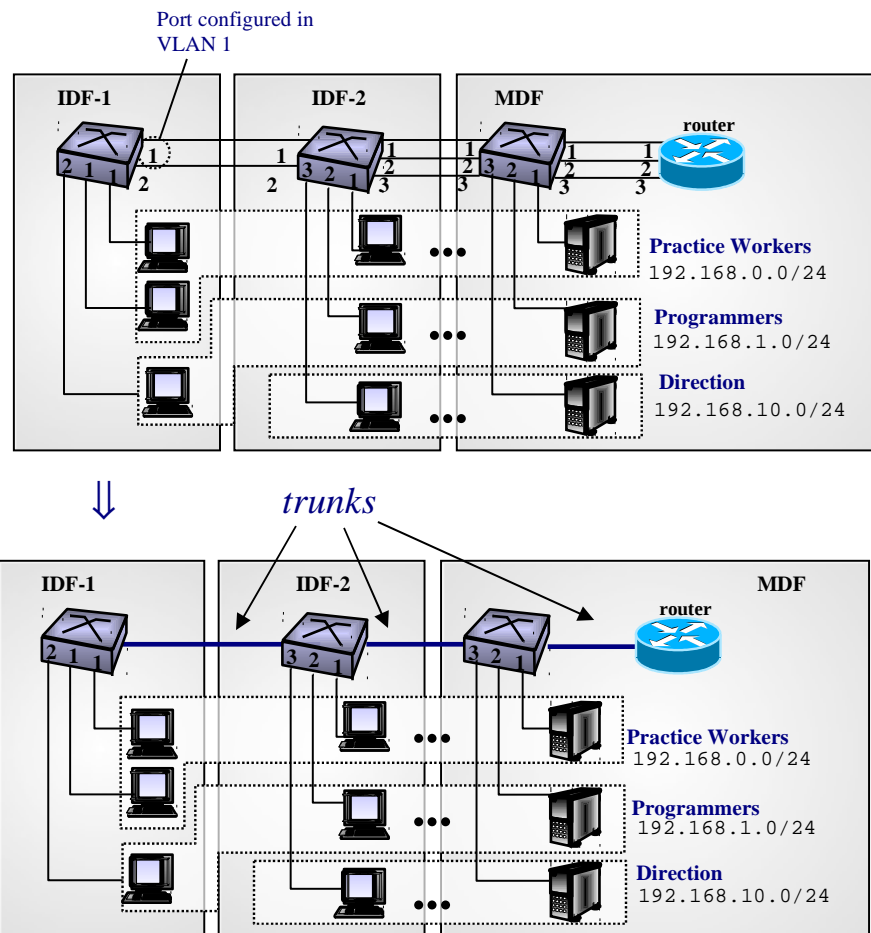 Port configured in
VLAN 1
IDF-1
IDF-2
MDF
router
2 1 1
1
2
1
2
3 2 1
1
2
3
1
2
3
3 2 1
1
2
3
1
2
3
Practice Workers
192.168.0.0/24
•••
Programmers
192.168.1.0/24
•••
Direction
192.168.10.0/24
•••
⇓
trunks
IDF-1
IDF-2
MDF
router
2 1 1
3 2 1
3 2 1
•••
Practice Workers
192.168.0.0/24
•••
Programmers
192.168.1.0/24
•••
Direction
192.168.10.0/24